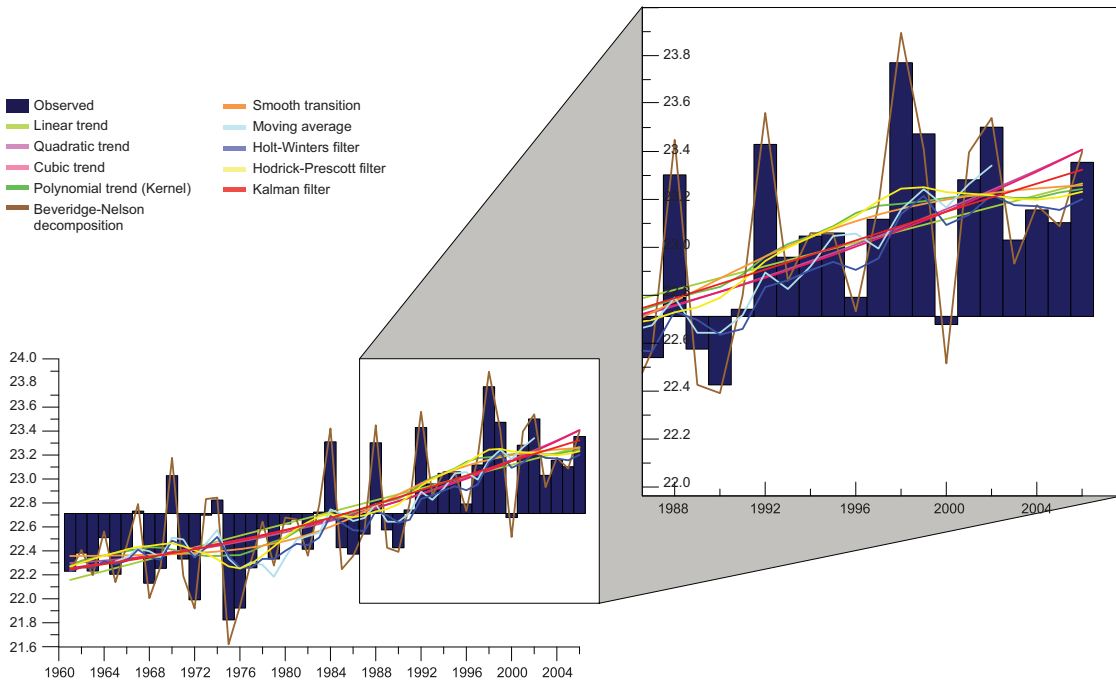 Observed
Linear trend
Quadratic trend
Cubic trend
Polynomial trend (Kernel)
Beveridge-Nelson
decomposition
Smooth transition
Moving average
Holt-Winters filter
Hodrick-Prescott filter
Kalman filter
23.8
23.6
23.4
23.2
23.0
22.8
22.6
22.4
22.2
22.0
1988 1992 1996 2000 2004
24.0
23.8
23.6
23.4
23.2
23.0
22.8
22.6
22.4
22.2
22.0
21.8
21.6
1960 1964 1968 1972 1976 1980 1984 1988 1992 1996 2000 2004